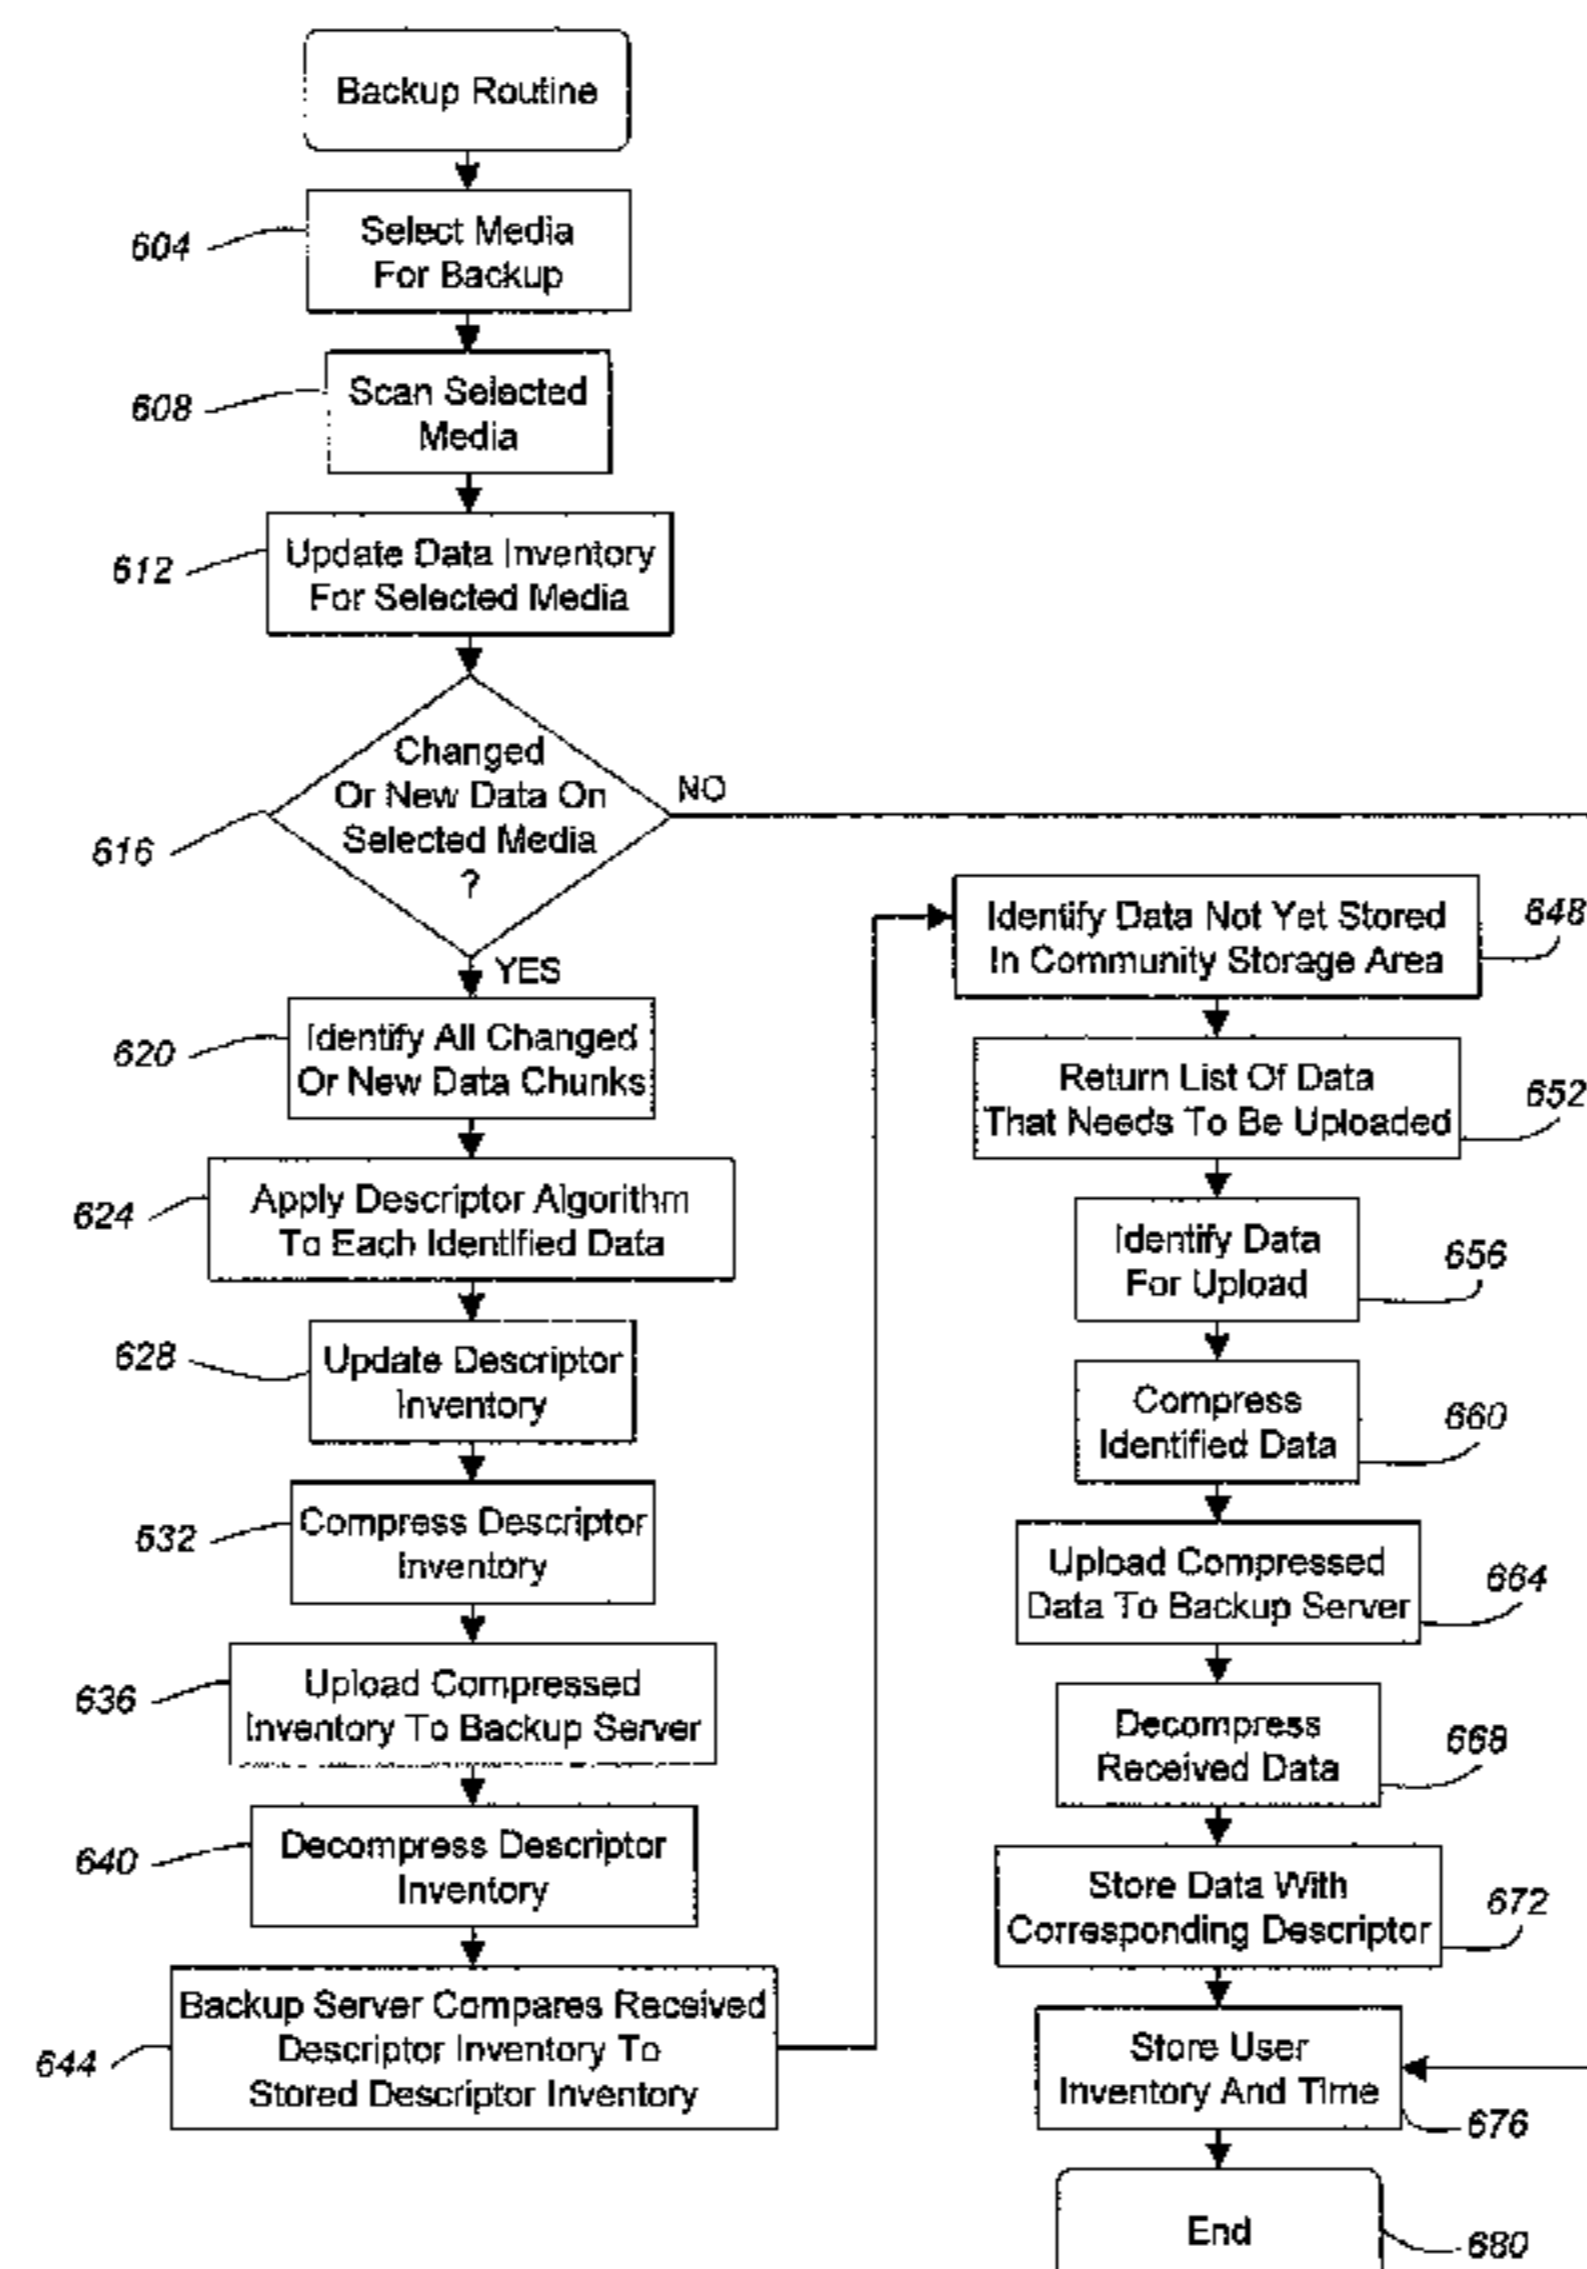 Backup Routine
604
Select Media
For Backup
608
Scan Selected
Media
612
Update Data Inventory
For Selected Media
616
Changed
Or New Data On
Selected Media
?
NO
YES
620
Identify All Changed
Or New Data Chunks
624
Apply Descriptor Algorithm
To Each Identified Data
628
Update Descriptor
Inventory
632
Compress Descriptor
Inventory
636
Upload Compressed
Inventory To Backup Server
640
Decompress Descriptor
Inventory
644
Backup Server Compares Received
Descriptor Inventory To
Stored Descriptor Inventory
Identify Data Not Yet Stored
In Community Storage Area
648
Return List Of Data
That Needs To Be Uploaded
652
Identify Data
For Upload
656
Compress
Identified Data
660
Upload Compressed
Data To Backup Server
664
Decompress
Received Data
668
Store Data With
Corresponding Descriptor
672
Store User
Inventory And Time
676
End
680